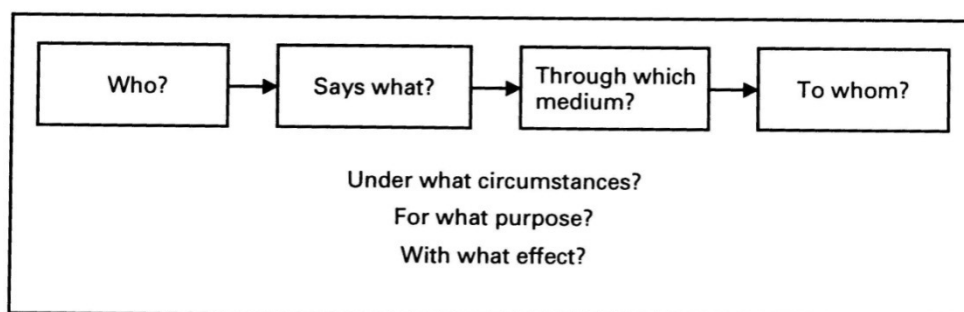 Who?
Says what?
Through which
medium?
To whom?
Under what circumstances?
For what purpose?
With what effect?